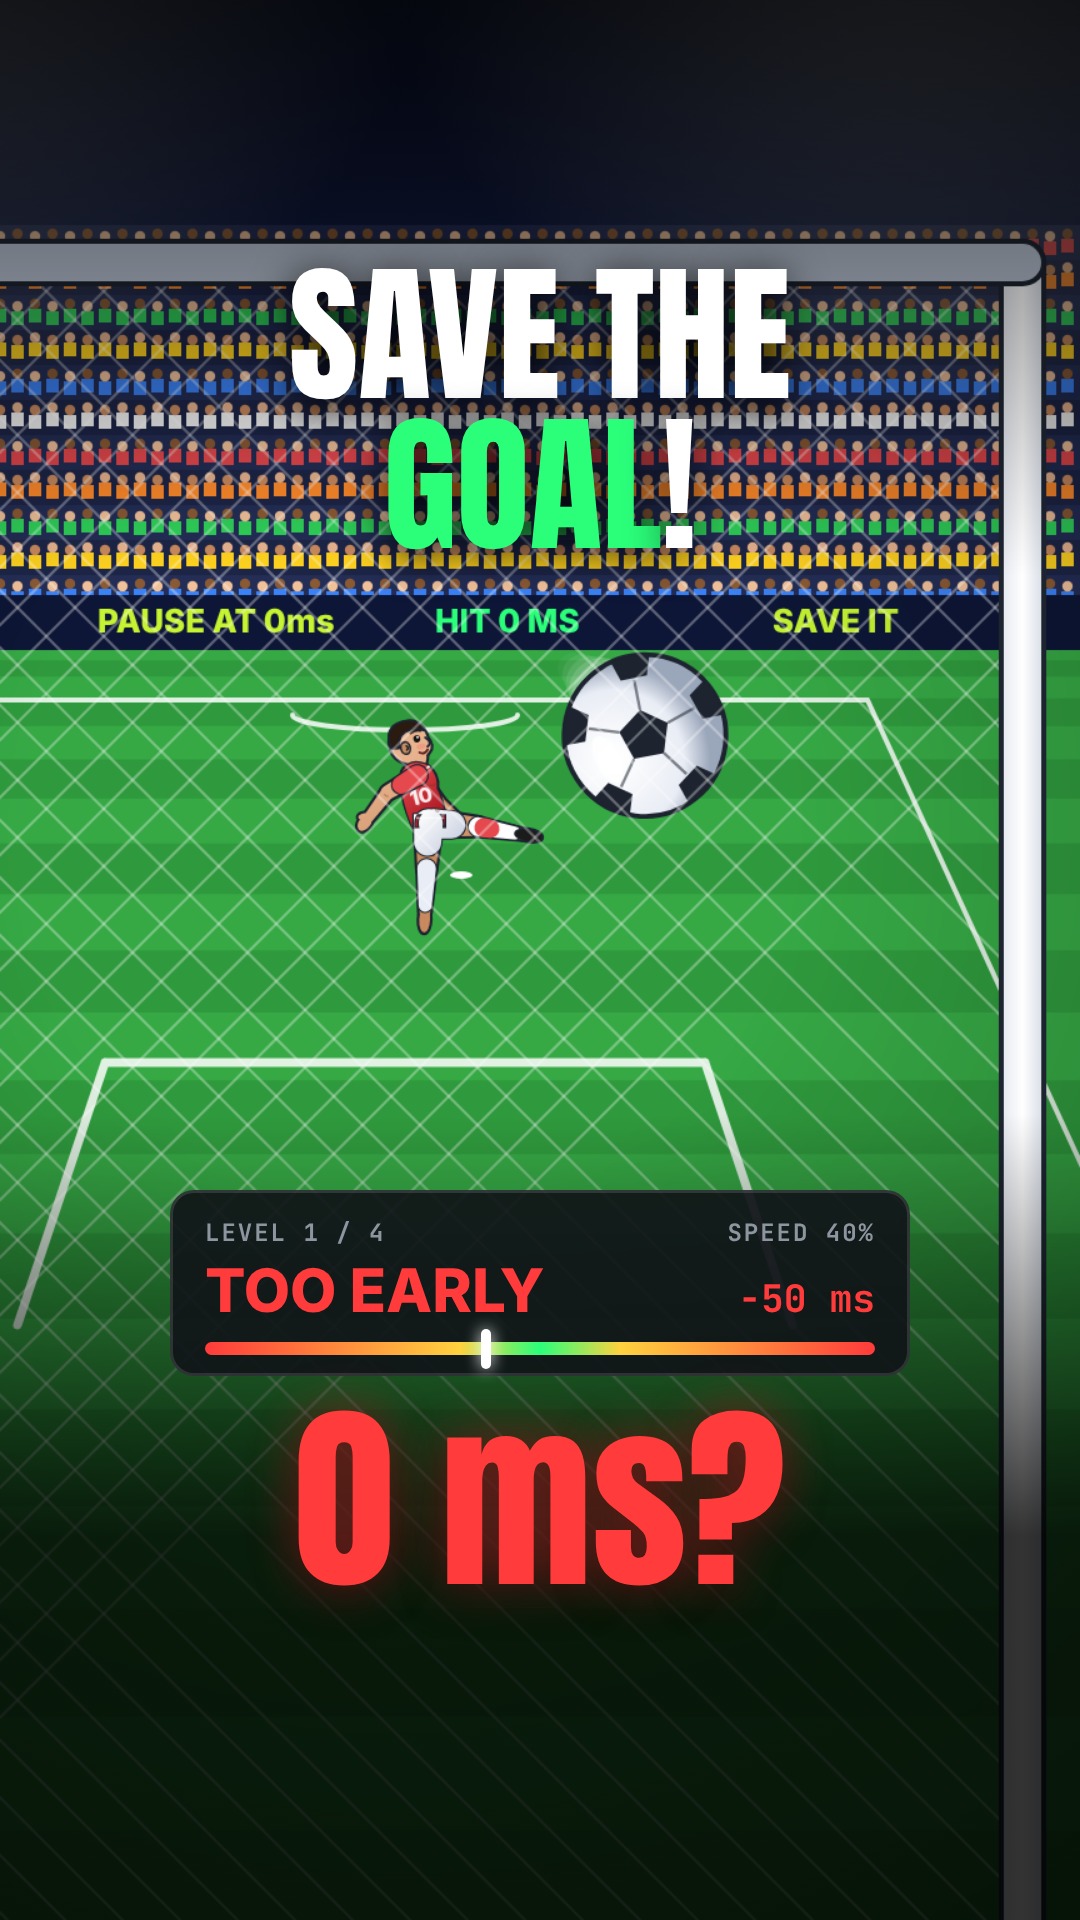 SAVE THE
GOAL!
PAUSE AT 0ms HIT 0 MS SAVE IT
10
LEVEL 1 / 4 SPEED 40%
TOO EARLY -50 ms
0 ms?